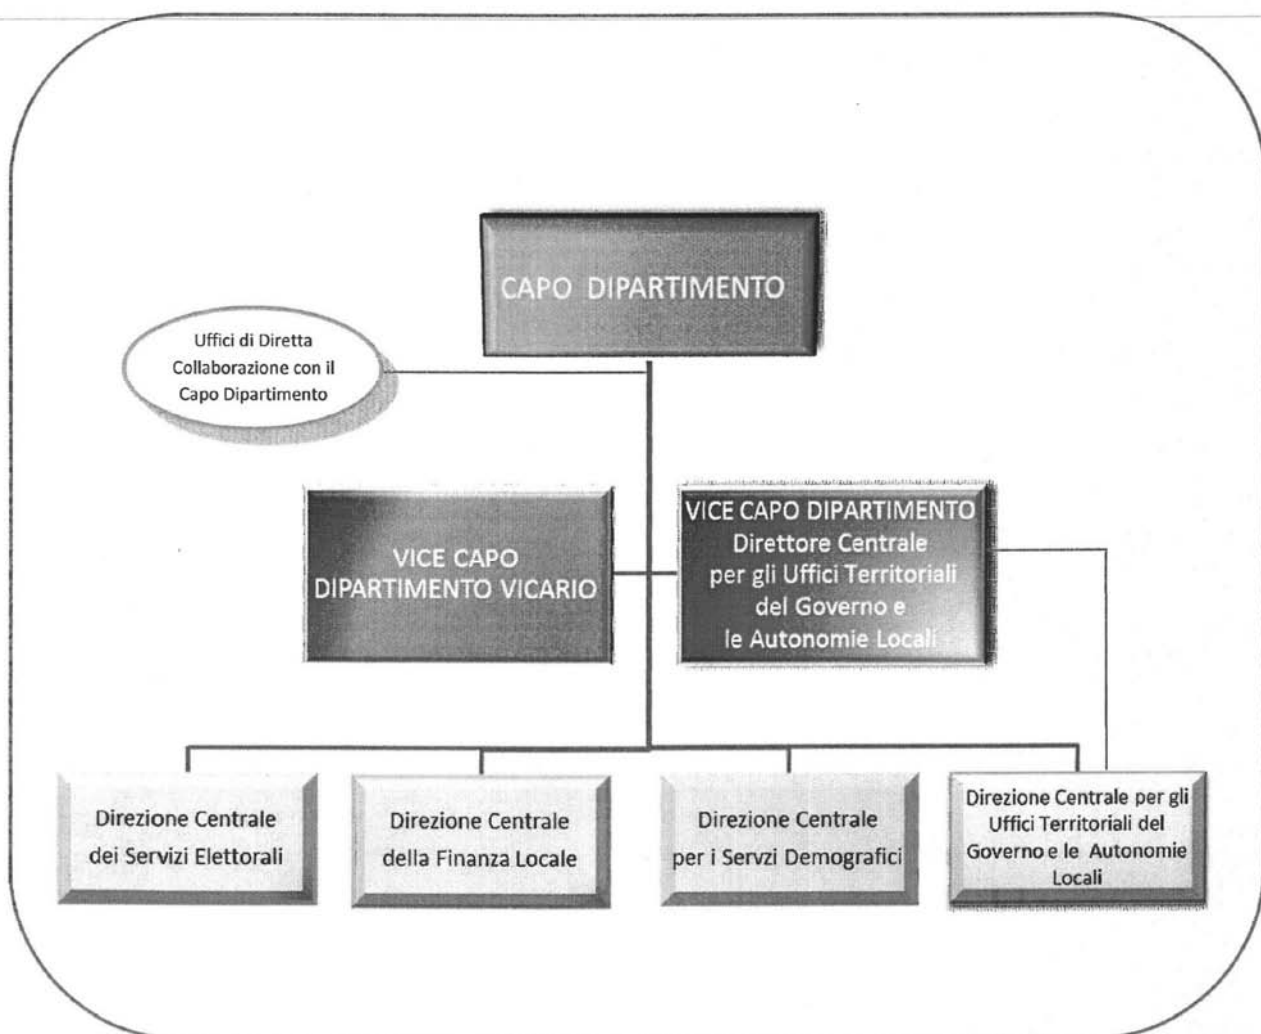 CAPO DIPARTIMENTO
Uffici di Diretta
Collaborazione con il
Capo Dipartimento
VICE CAPO
DIPARTIMENTO VICARIO
VICE CAPO DIPARTIMENTO
Direttore Centrale
per gli Uffici Territoriali
del Governo e
le Autonomie Locali
Direzione Centrale
dei Servizi Elettorali
Direzione Centrale
della Finanza Locale
Direzione Centrale
per i Servzi Demografici
Direzione Centrale per gli
Uffici Territoriali del
Governo e le Autonomie
Locali